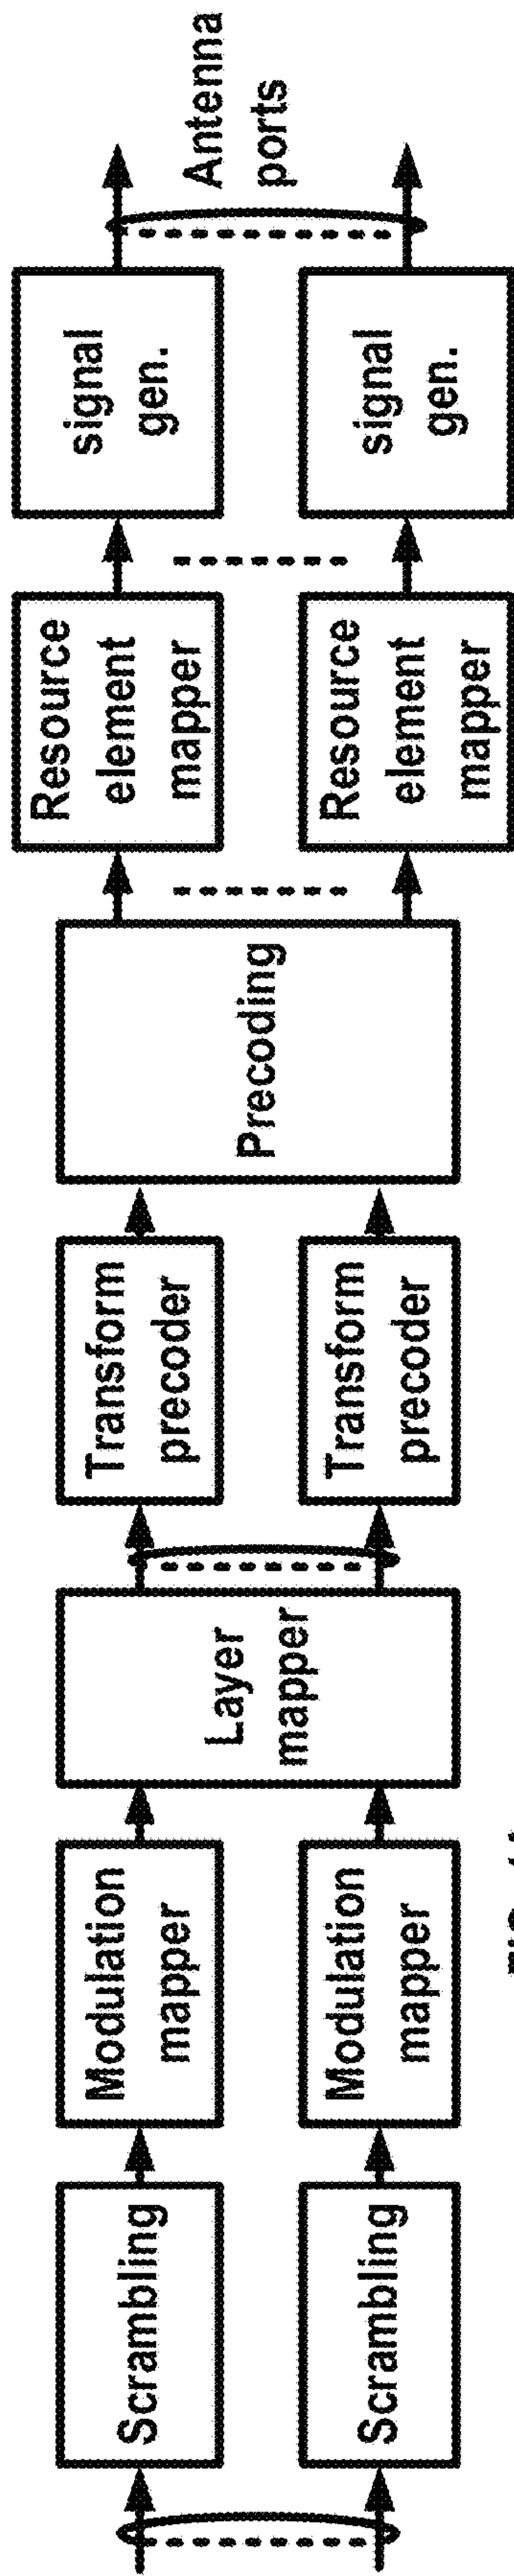 Scrambling
Scrambling
Modulation
mapper
Modulation
mapper
Layer
mapper
Transform
precoder
Transform
precoder
Precoding
Resource
element
mapper
Resource
element
mapper
signal
gen.
signal
gen.
Antenna
ports